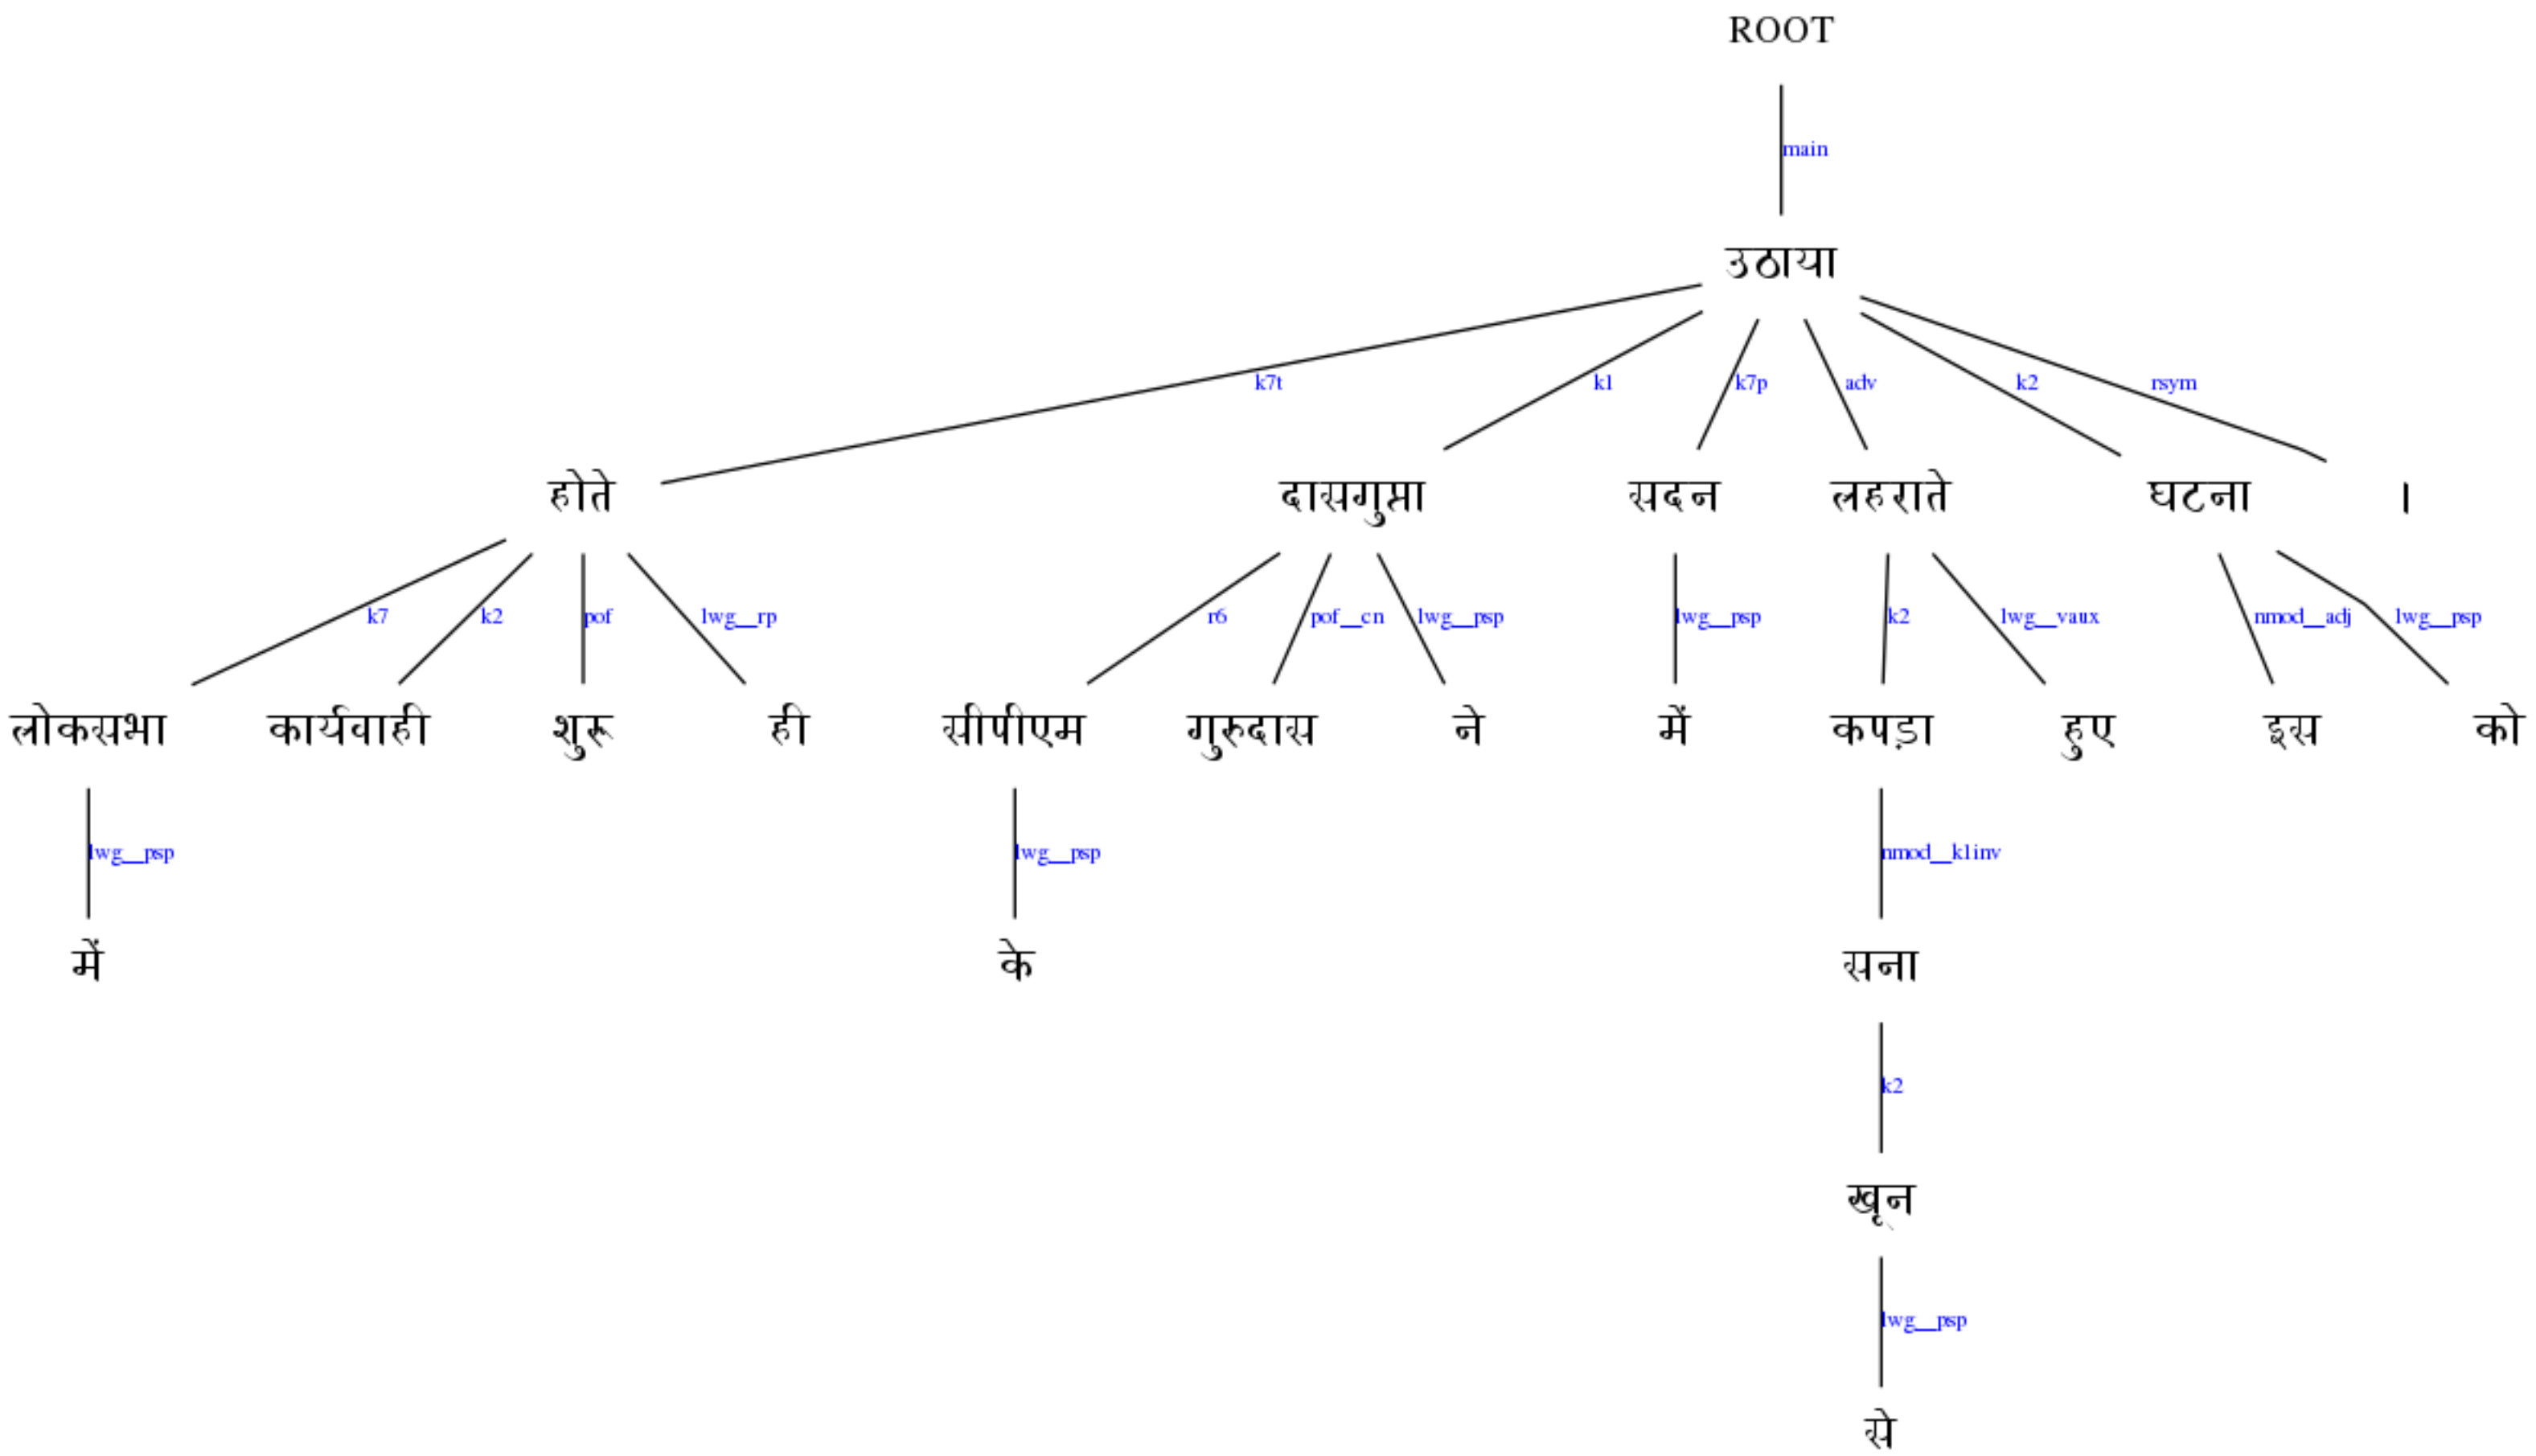 ROOT
main
उठाया
k7t k1 k7p adv k2 rsym
होते दासगुप्ता सदन लहराते घटना ।
k7 k2 pof lwg__rp r6 pof__cn lwg__psp lwg__psp k2 lwg__vaux nmod__adj lwg__psp
लोकसभा कार्यवाही शुरू ही सीपीएम गुरुदास ने में कपड़ा हुए इस को
lwg__psp lwg__psp nmod__k1inv
में के सना
k2
खून
lwg__psp
से